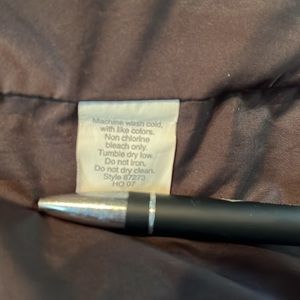 Machine wash cold,
with like colors.
Non chlorine
bleach only.
Tumble dry low.
Do not iron.
Do not dry clean.
Style 67273
HO 07